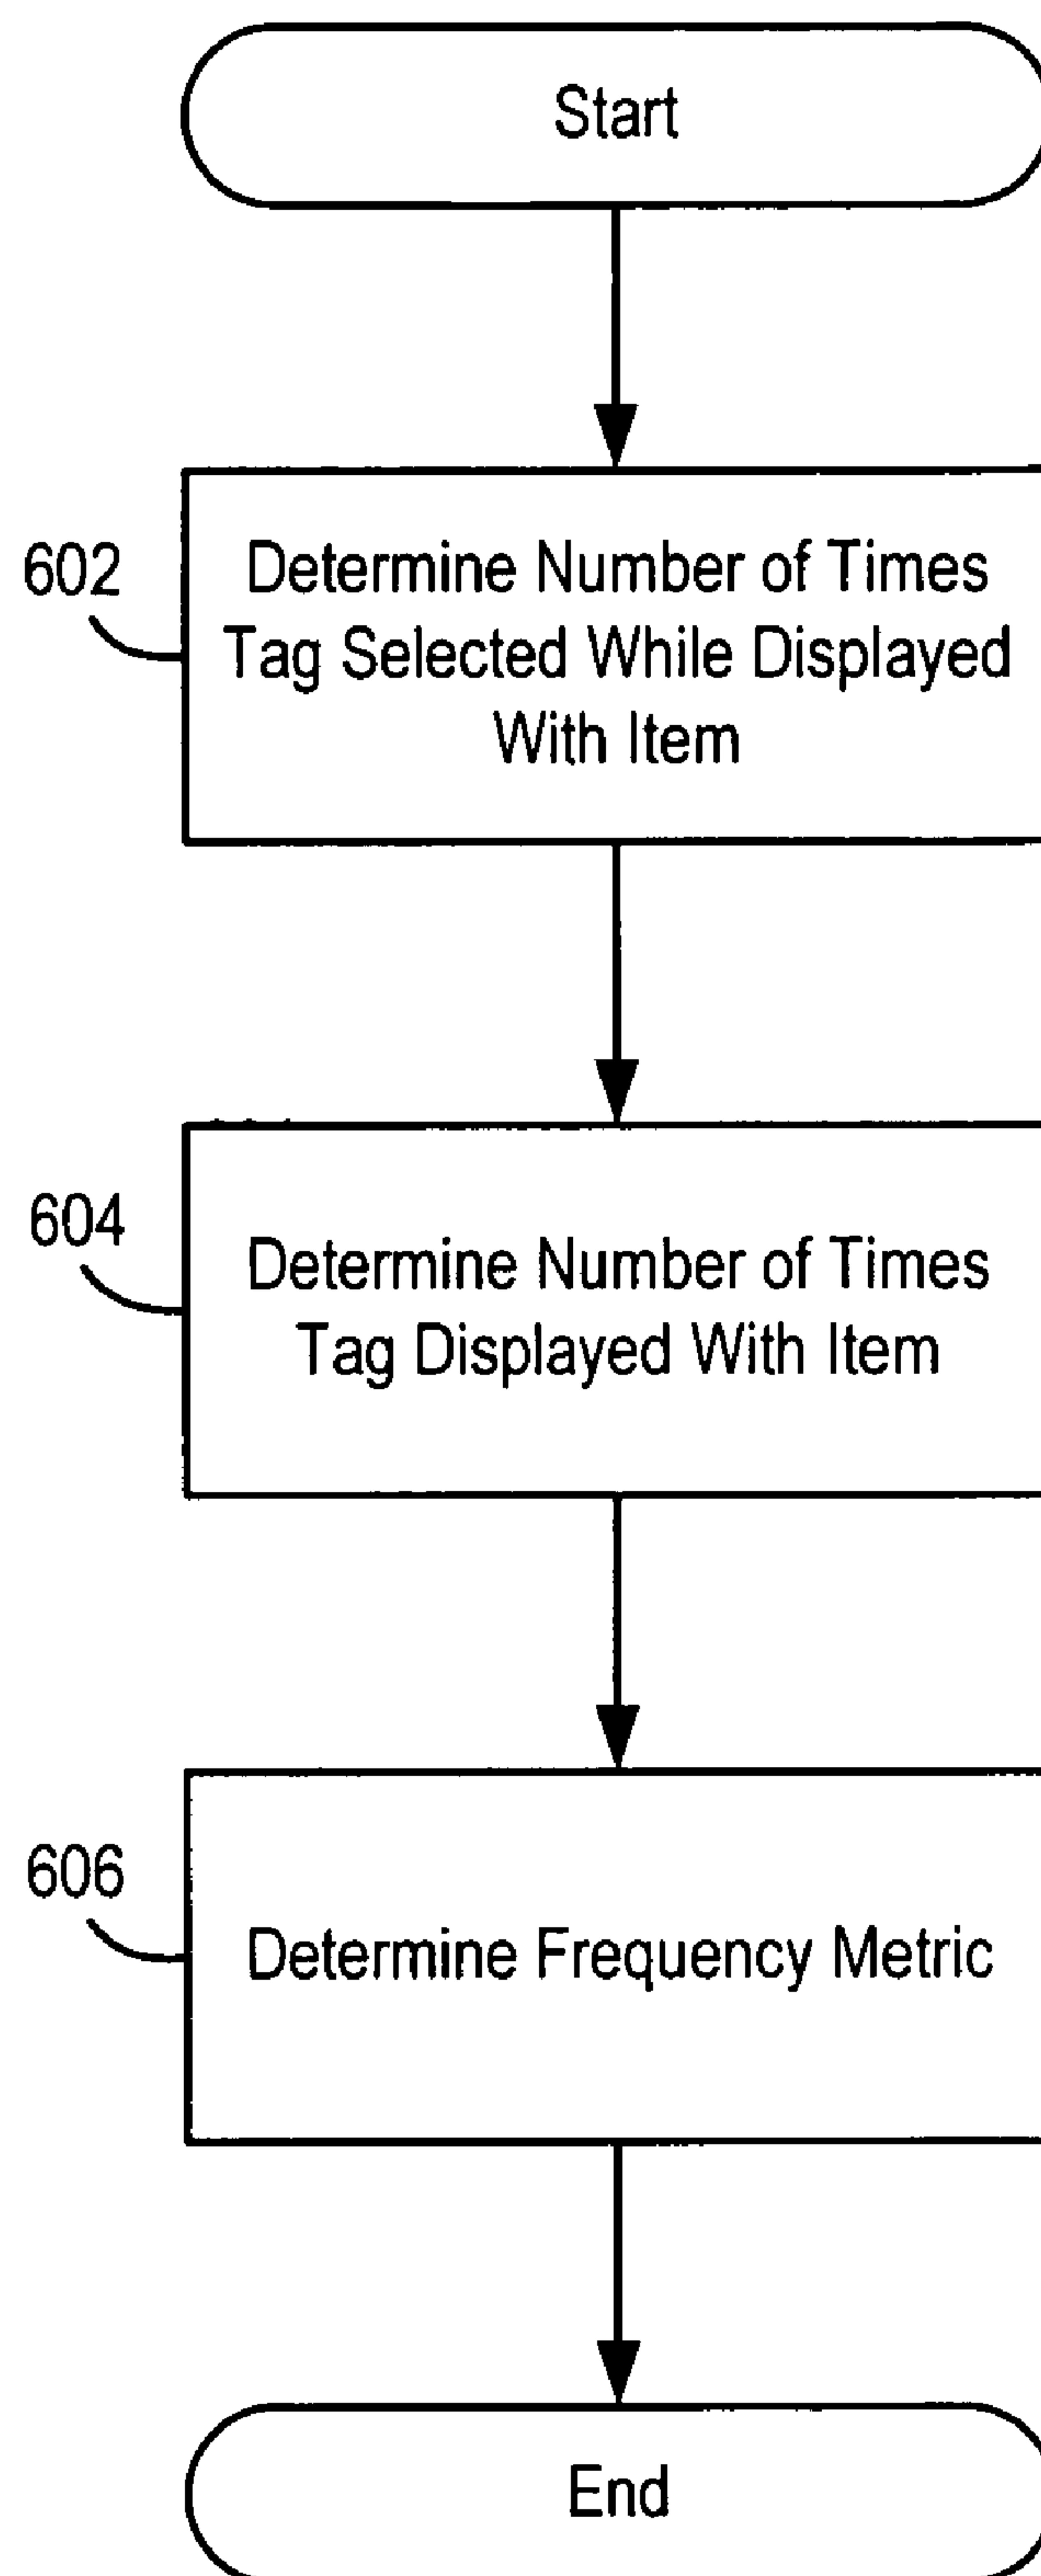 Start
602
Determine Number of Times
Tag Selected While Displayed
With Item
604
Determine Number of Times
Tag Displayed With Item
606
Determine Frequency Metric
End